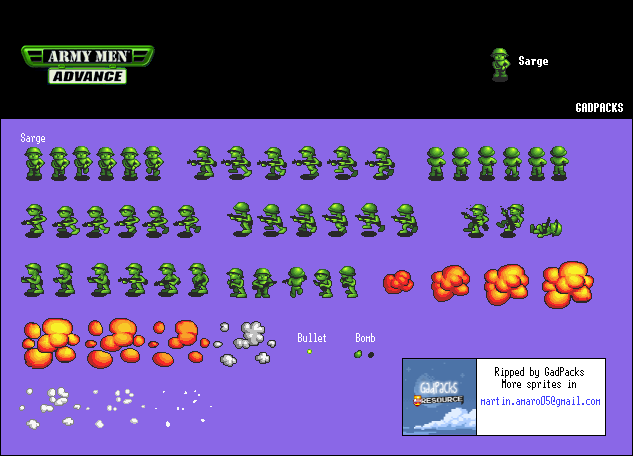 ARMY MEN
ADVANCE
Sarge
GADPACKS
Sarge
Bullet
Bomb
GadPacks
RESOURCE
Ripped by GadPacks
More sprites in
martin.amaro05@gmail.com